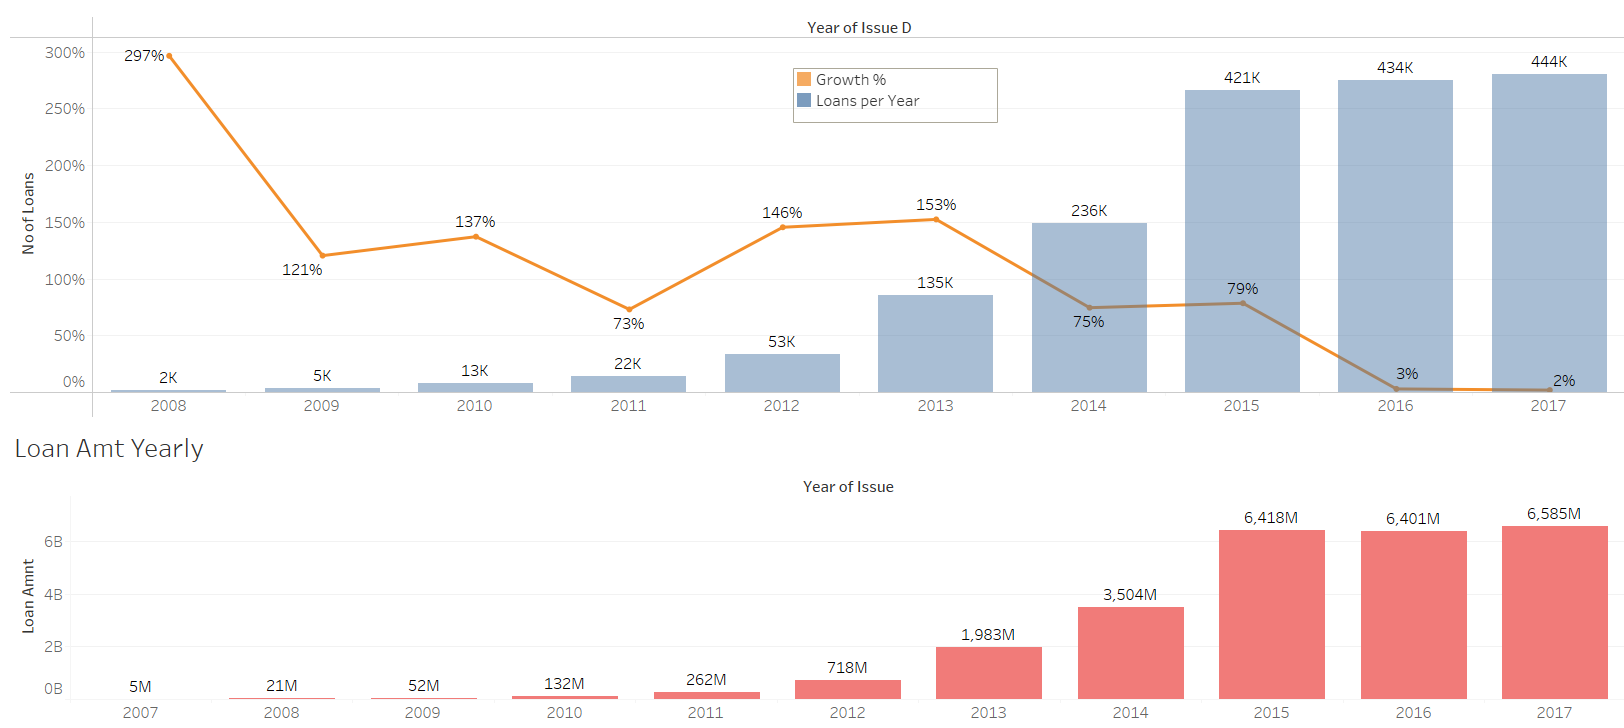 Year of Issue D
300%
250%
200%
150%
100%
50%
0%
No of Loans
Growth %
Loans per Year
297%
121%
137%
73%
146%
153%
75%
79%
3%
2%
2K
5K
13K
22K
53K
135K
236K
421K
434K
444K
2008 2009 2010 2011 2012 2013 2014 2015 2016 2017
Loan Amt Yearly
Year of Issue
6B
4B
2B
0B
Loan Amnt
5M
21M
52M
132M
262M
718M
1,983M
3,504M
6,418M
6,401M
6,585M
2007 2008 2009 2010 2011 2012 2013 2014 2015 2016 2017